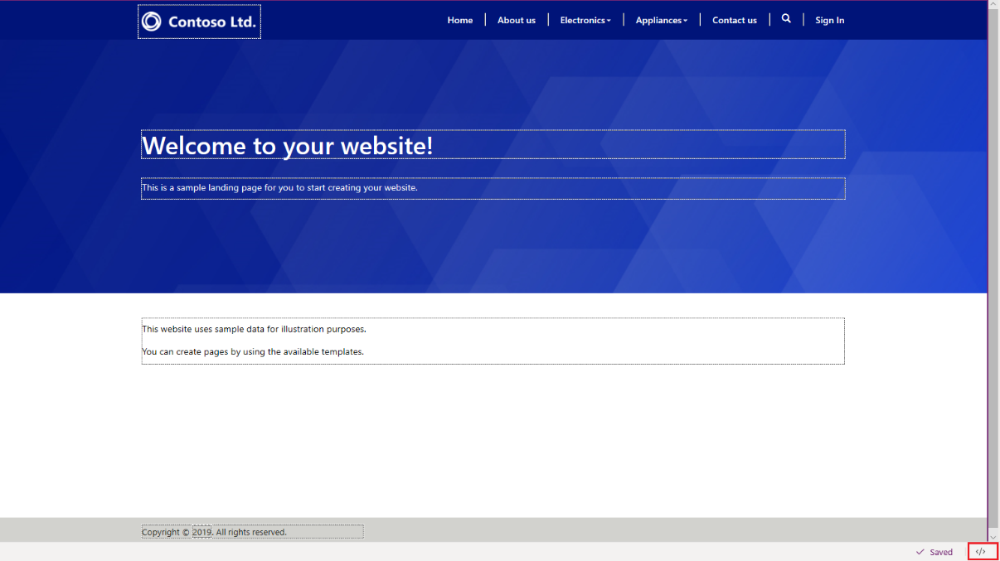 Contoso Ltd. Home About us Electronics Appliances Contact us Sign In
Welcome to your website!
This is a sample landing page for you to start creating your website.
This website uses sample data for illustration purposes.
You can create pages by using the available templates.
Copyright © 2019. All rights reserved.
Saved </>